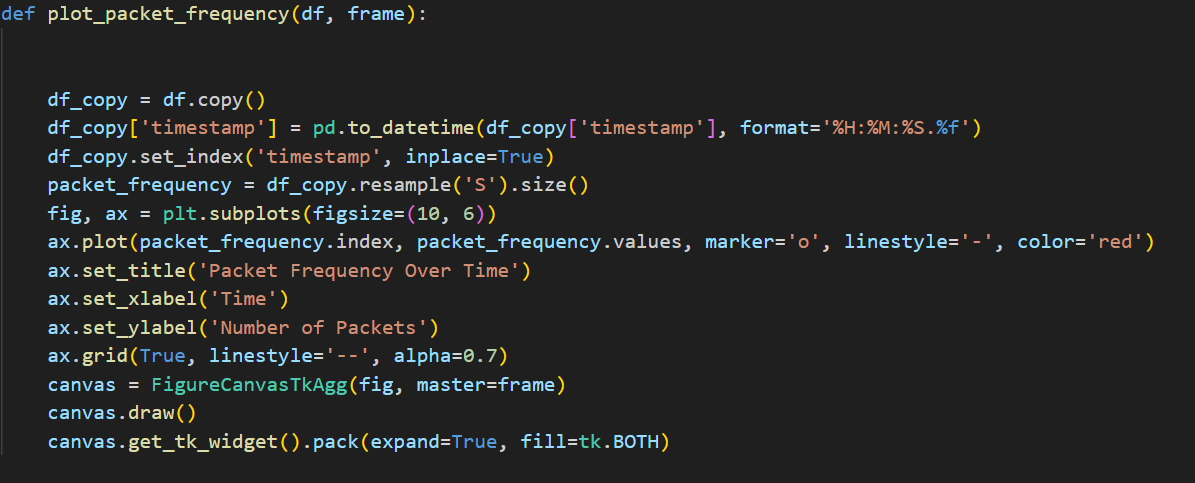 def plot_packet_frequency(df, frame):
    df_copy = df.copy()
    df_copy['timestamp'] = pd.to_datetime(df_copy['timestamp'], format='%H:%M:%S.%f')
    df_copy.set_index('timestamp', inplace=True)
    packet_frequency = df_copy.resample('S').size()
    fig, ax = plt.subplots(figsize=(10, 6))
    ax.plot(packet_frequency.index, packet_frequency.values, marker='o', linestyle='-', color='red')
    ax.set_title('Packet Frequency Over Time')
    ax.set_xlabel('Time')
    ax.set_ylabel('Number of Packets')
    ax.grid(True, linestyle='--', alpha=0.7)
    canvas = FigureCanvasTkAgg(fig, master=frame)
    canvas.draw()
    canvas.get_tk_widget().pack(expand=True, fill=tk.BOTH)